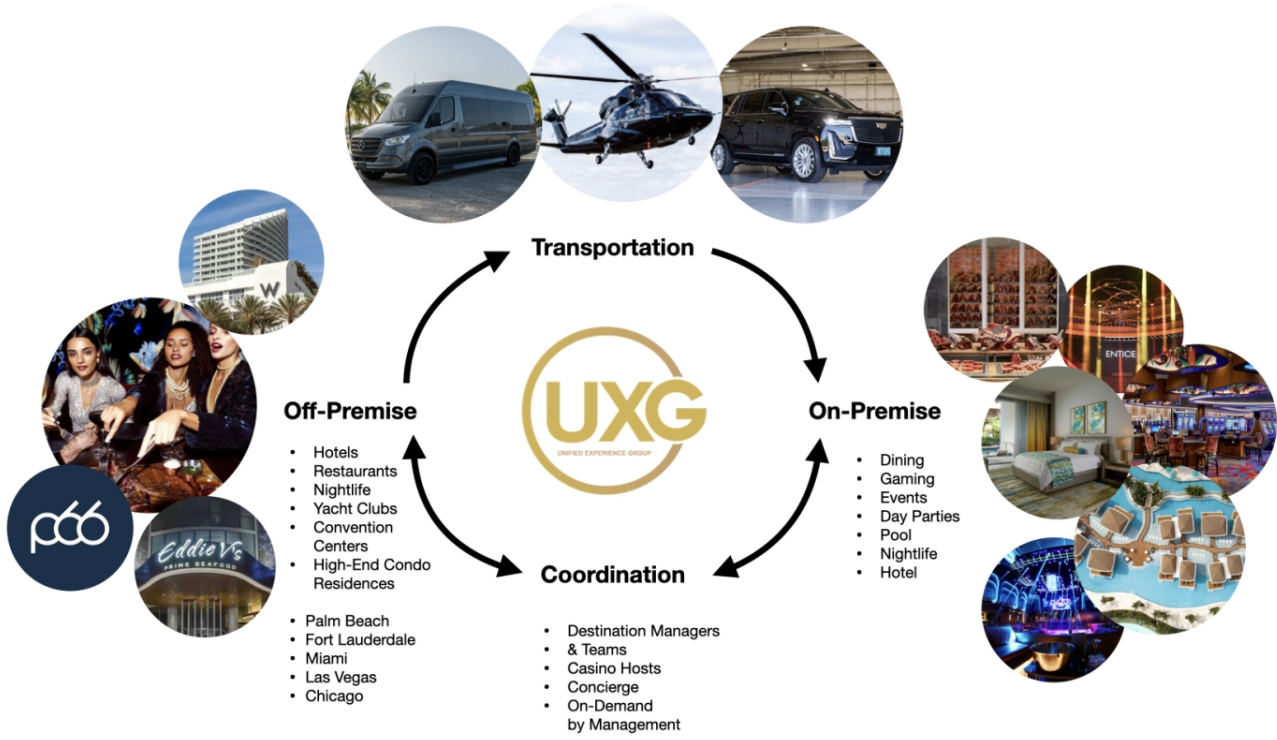 Transportation
W
ENTICE
Off-Premise
UXG
UNIFIED EXPERIENCE GROUP
On-Premise
• Hotels
• Restaurants
• Nightlife
• Yacht Clubs
• Convention
Centers
• High-End Condo
Residences
• Palm Beach
• Fort Lauderdale
• Miami
• Las Vegas
• Chicago
p66
Eddie V's
PRIME SEAFOOD
• Dining
• Gaming
• Events
• Day Parties
• Pool
• Nightlife
• Hotel
Coordination
• Destination Managers
• & Teams
• Casino Hosts
• Concierge
• On-Demand
by Management